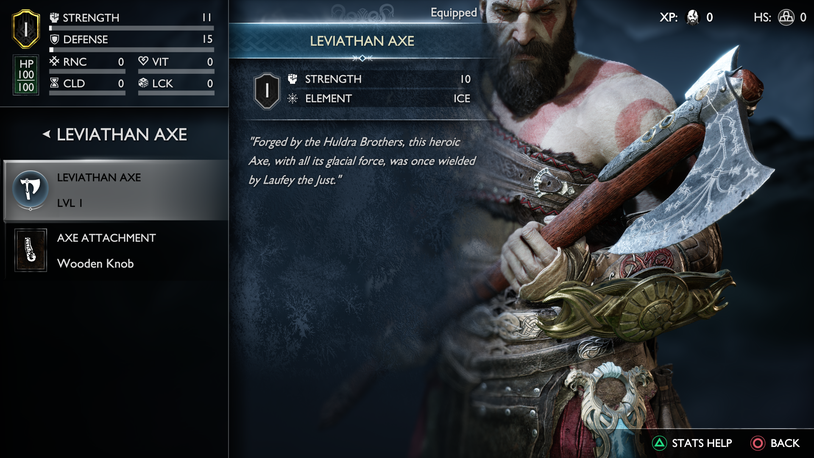 I
STRENGTH 11
DEFENSE 15
HP
100
100
RNC 0 VIT 0
CLD 0 LCK 0
LEVIATHAN AXE
LEVIATHAN AXE
LVL I
AXE ATTACHMENT
Wooden Knob
Equipped
LEVIATHAN AXE
I
STRENGTH 10
ELEMENT ICE
"Forged by the Huldra Brothers, this heroic
Axe, with all its glacial force, was once wielded
by Laufey the Just."
XP: 0 HS: 0
STATS HELP BACK